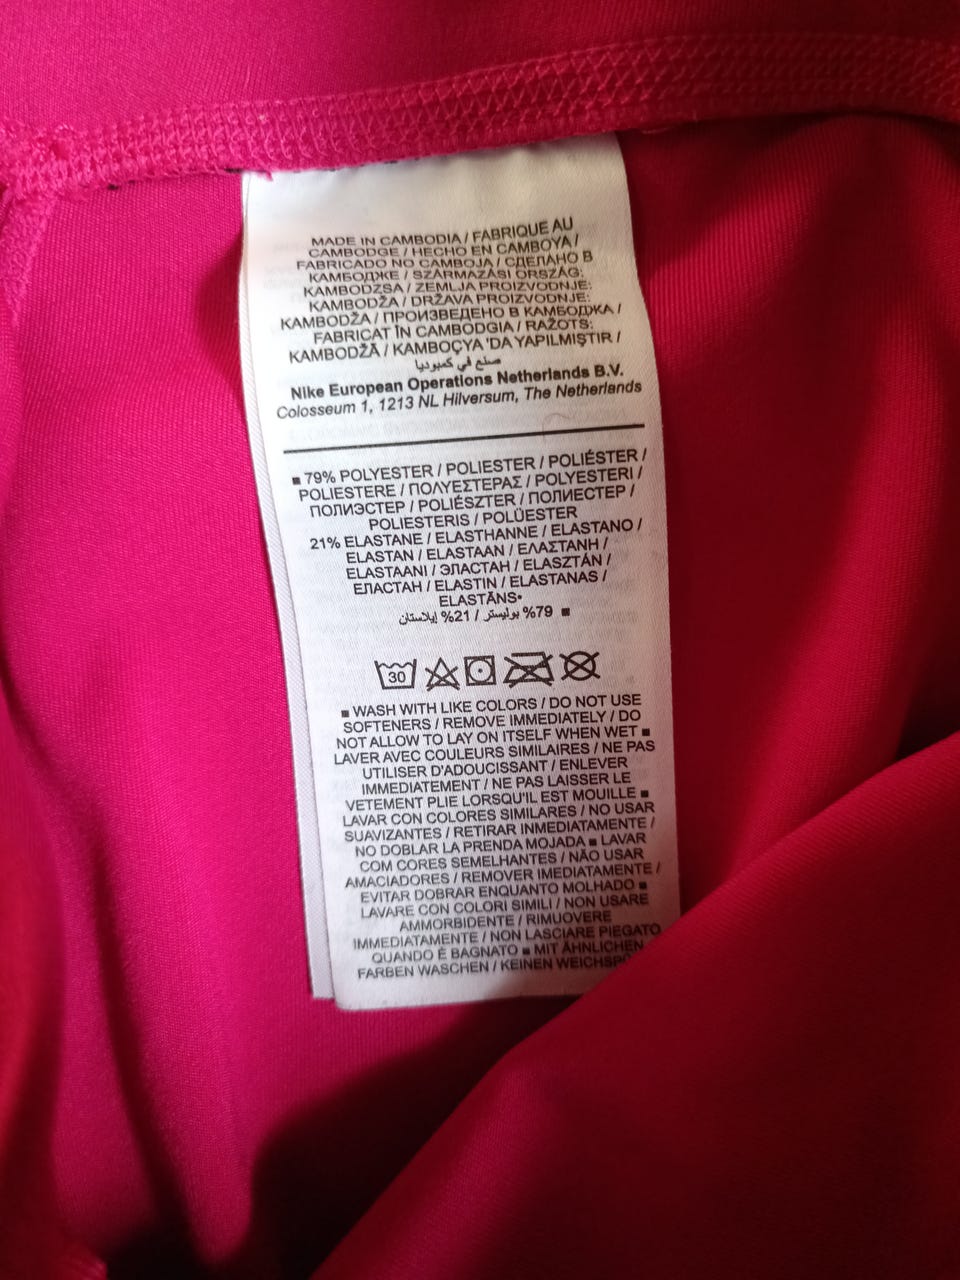 MADE IN CAMBODIA / FABRIQUE AU
CAMBODGE / HECHO EN CAMBOYA /
FABRICADO NO CAMBOJA / СДЕЛАНО В
КАМБОДЖЕ / SZÁRMAZÁSI ORSZÁG:
KAMBODZSA / ZEMLJA PROIZVODNJE:
KAMBODŽA / DRŽAVA PROIZVODNJE:
KAMBODŽA / ПРОИЗВЕДЕНО В КАМБОДЖА /
FABRICAT ÎN CAMBODGIA / RAŽOTS:
KAMBODŽĀ / KAMBOÇYA 'DA YAPILMIŞTIR /
صنع في كمبوديا
Nike European Operations Netherlands B.V.
Colosseum 1, 1213 NL Hilversum, The Netherlands
■ 79% POLYESTER / POLIESTER / POLIÉSTER /
POLIESTERE / ΠΟΛΥΕΣΤΕΡΑΣ / POLYESTERI /
ПОЛИЭСТЕР / POLIÉSZTER / ПОЛИЕСТЕР /
POLIESTERIS / POLÜESTER
21% ELASTANE / ELASTHANNE / ELASTANO /
ELASTAN / ELASTAAN / ΕΛΑΣΤΑΝΗ /
ELASTAANI / ЭЛАСТАН / ELASZTÁN /
ЕЛАСТАН / ELASTIN / ELASTANAS /
ELASTĀNS•
■ 79% بوليستر / 21% إيلاستان
30
■ WASH WITH LIKE COLORS / DO NOT USE
SOFTENERS / REMOVE IMMEDIATELY / DO
NOT ALLOW TO LAY ON ITSELF WHEN WET ■
LAVER AVEC COULEURS SIMILAIRES / NE PAS
UTILISER D'ADOUCISSANT / ENLEVER
IMMEDIATEMENT / NE PAS LAISSER LE
VETEMENT PLIE LORSQU'IL EST MOUILLE ■
LAVAR CON COLORES SIMILARES / NO USAR
SUAVIZANTES / RETIRAR INMEDIATAMENTE /
NO DOBLAR LA PRENDA MOJADA ■ LAVAR
COM CORES SEMELHANTES / NÃO USAR
AMACIADORES / REMOVER IMEDIATAMENTE /
EVITAR DOBRAR ENQUANTO MOLHADO ■
LAVARE CON COLORI SIMILI / NON USARE
AMMORBIDENTE / RIMUOVERE
IMMEDIATAMENTE / NON LASCIARE PIEGATO
QUANDO È BAGNATO ■ MIT ÄHNLICHEN
FARBEN WASCHEN / KEINEN